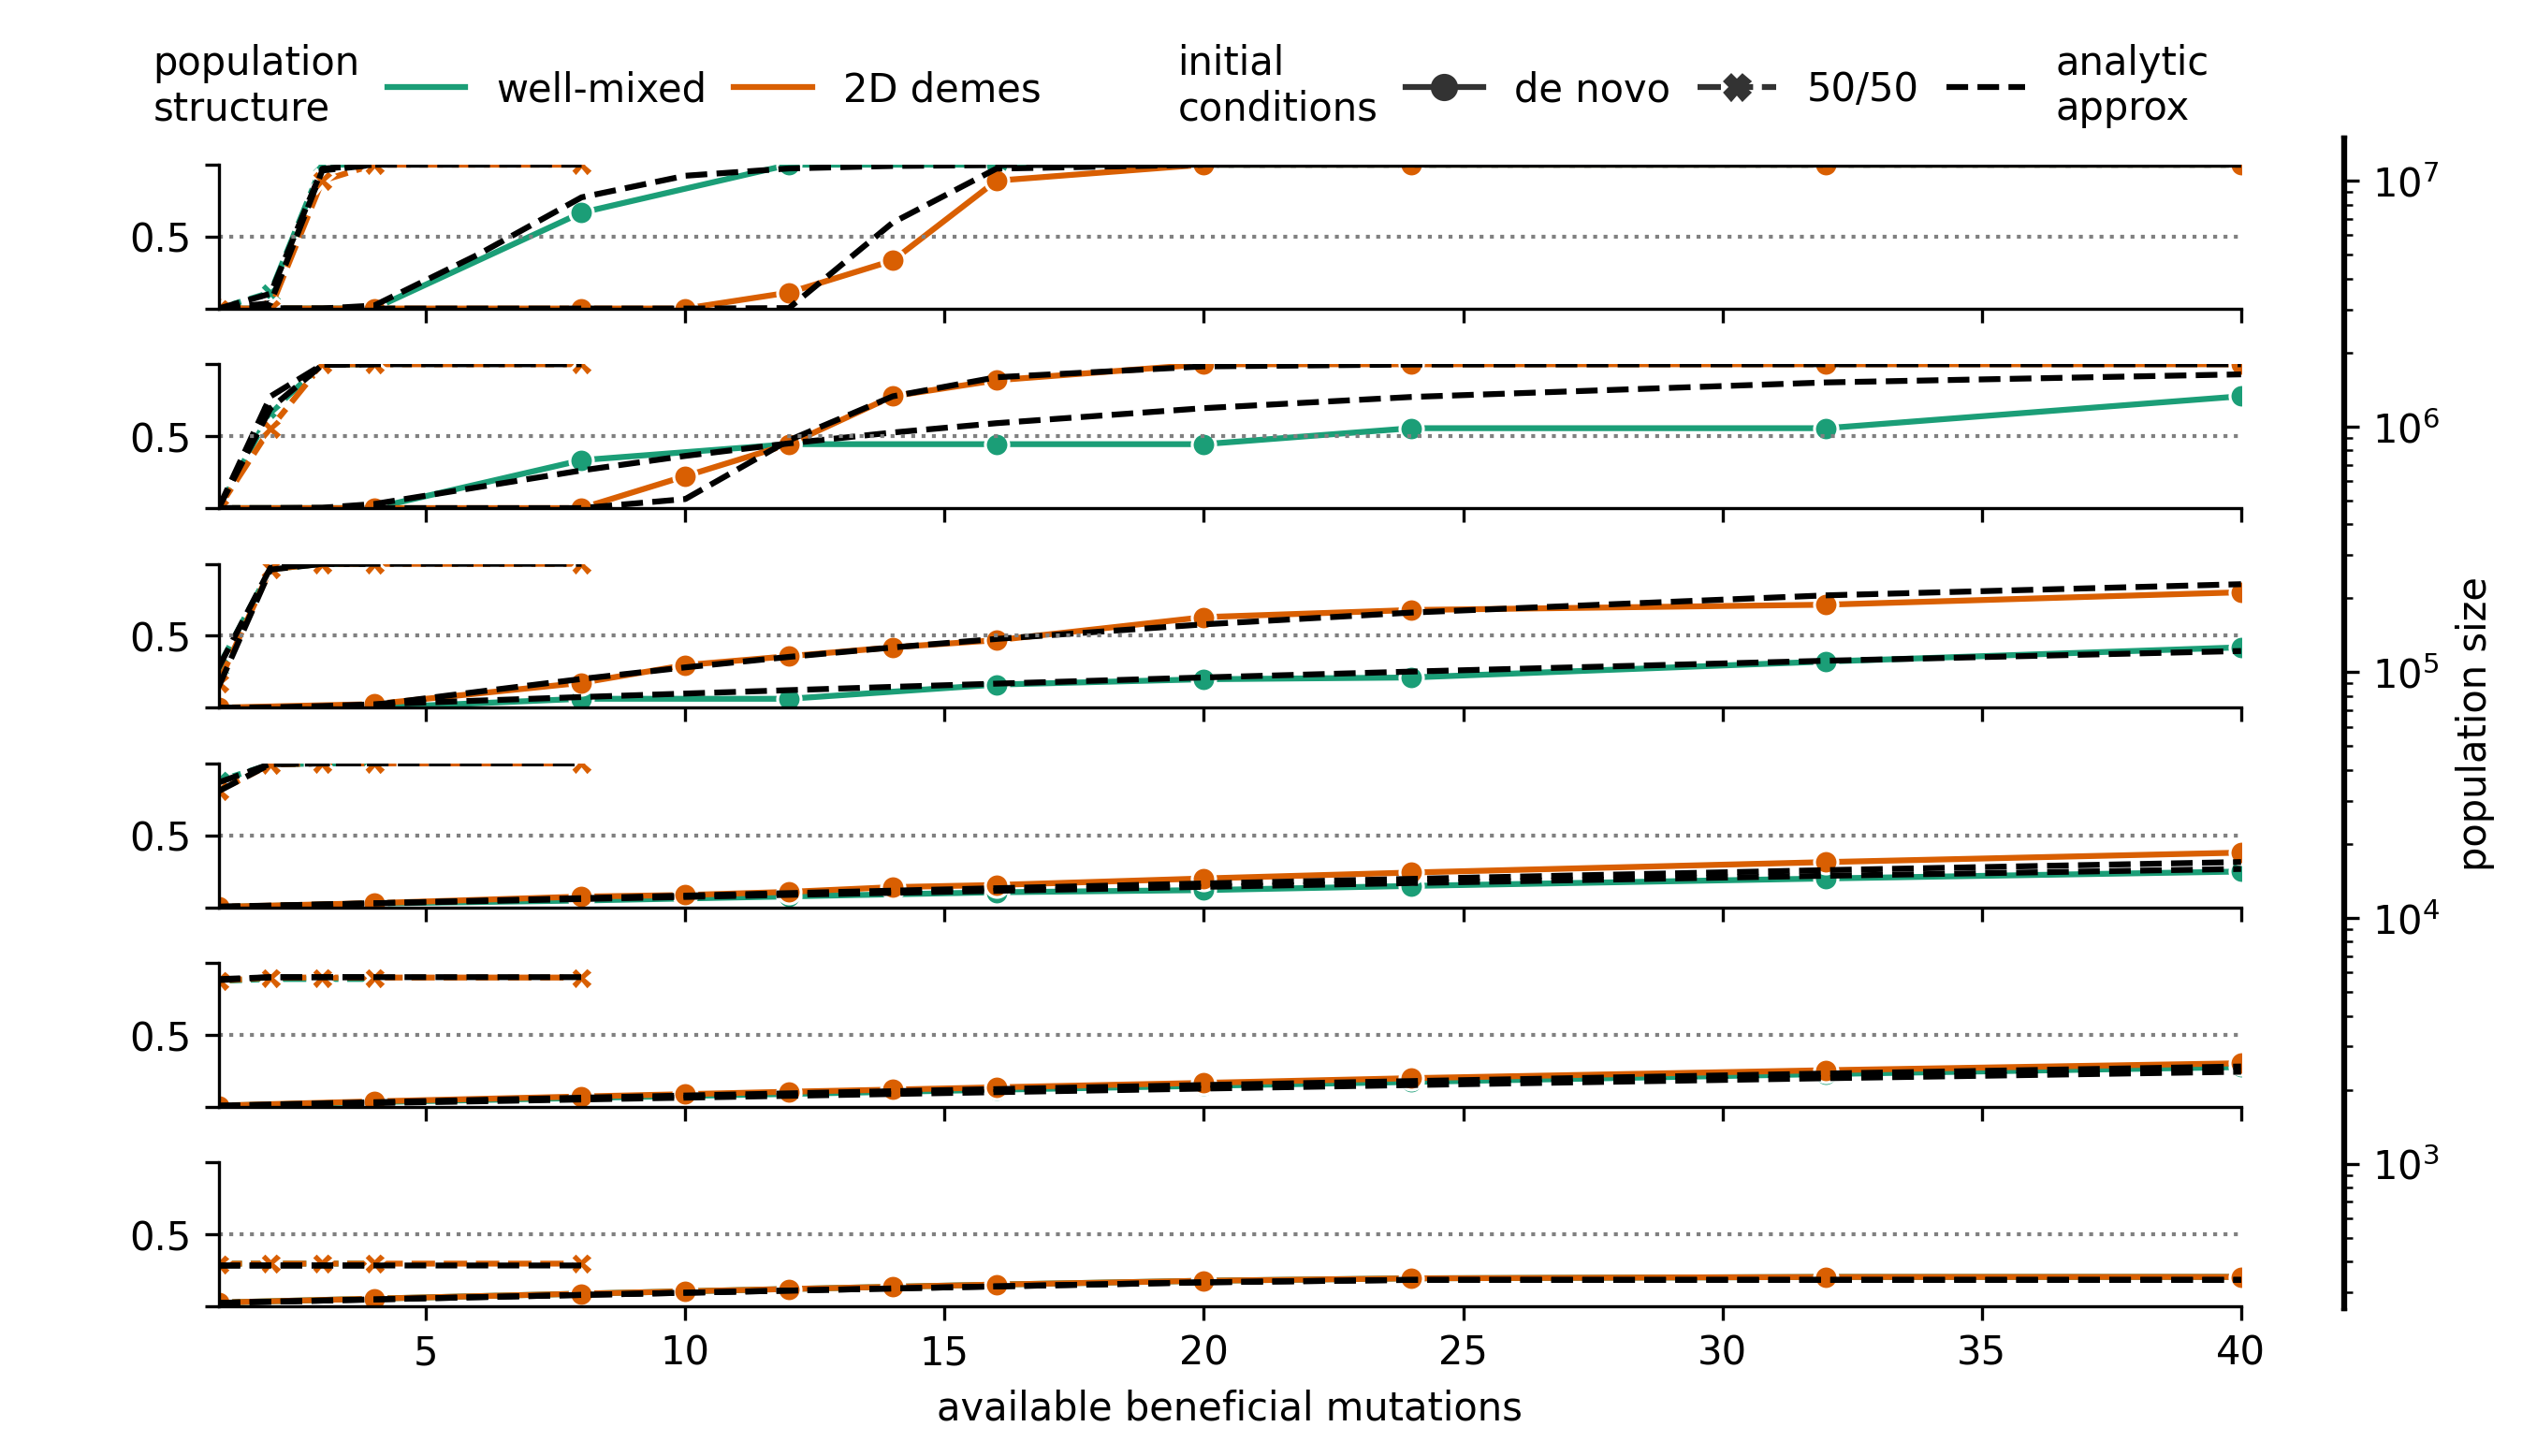 population
structure
well-mixed
2D demes
initial
conditions
de novo
50/50
analytic
approx
0.5
0.5
0.5
0.5
0.5
0.5
10⁷
10⁶
10⁵
10⁴
10³
population size
5 10 15 20 25 30 35 40
available beneficial mutations